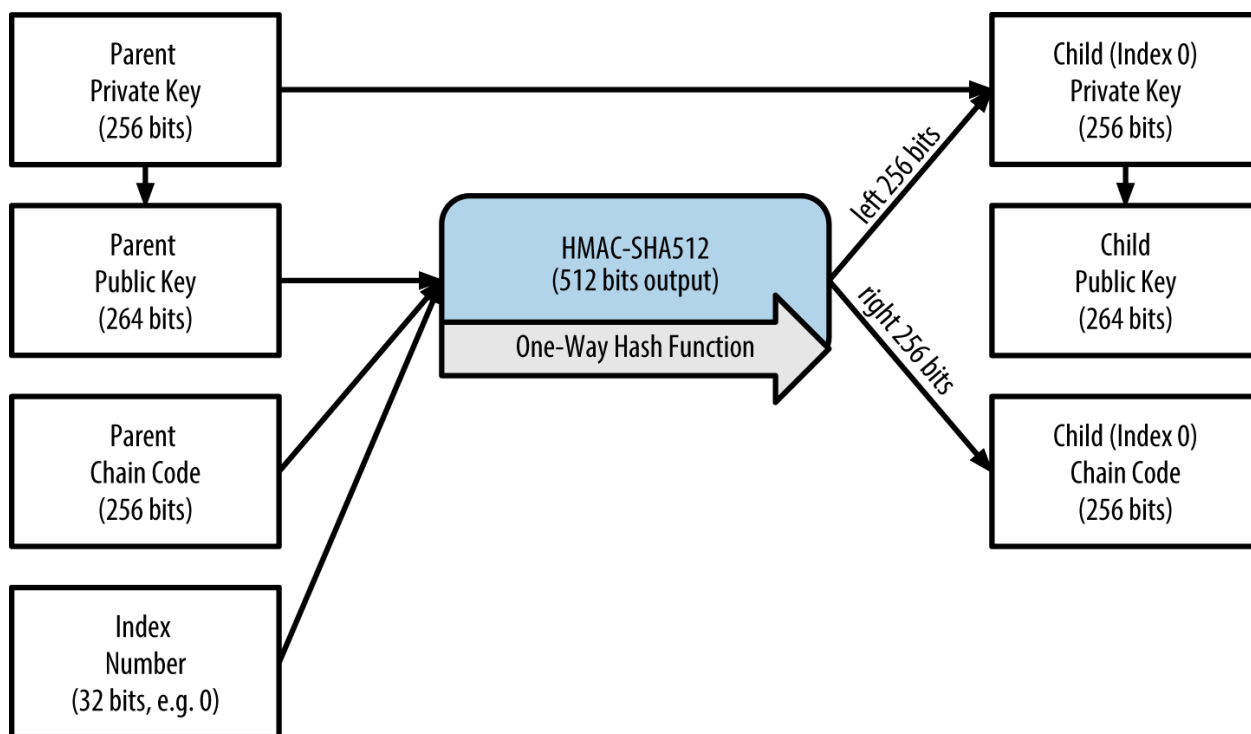 Parent
Private Key
(256 bits)
Parent
Public Key
(264 bits)
Parent
Chain Code
(256 bits)
Index
Number
(32 bits, e.g. 0)
HMAC-SHA512
(512 bits output)
One-Way Hash Function
left 256 bits
right 256 bits
Child (Index 0)
Private Key
(256 bits)
Child
Public Key
(264 bits)
Child (Index 0)
Chain Code
(256 bits)